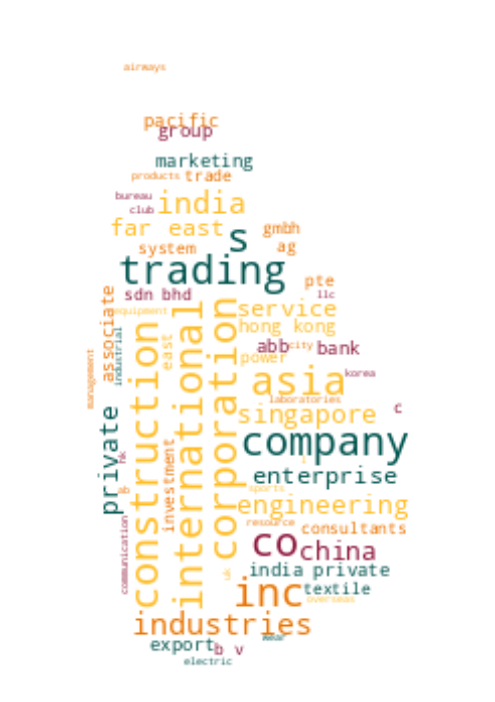 airways
pacific
group
marketing
products trade
bureau
club india
far east s gmbh
system ag
trading
pte
sdn bhd llc
equipment service
hong kong
associate
industrial
management
east
abb city bank
power
korea
asia
laboratories
construction
international
corporation
singapore c
private
company
hk
investment
enterprise
sports
&
engineering
resource consultants
communication
co china
india private
inc textile
overseas
industries
wear
export b v
electric